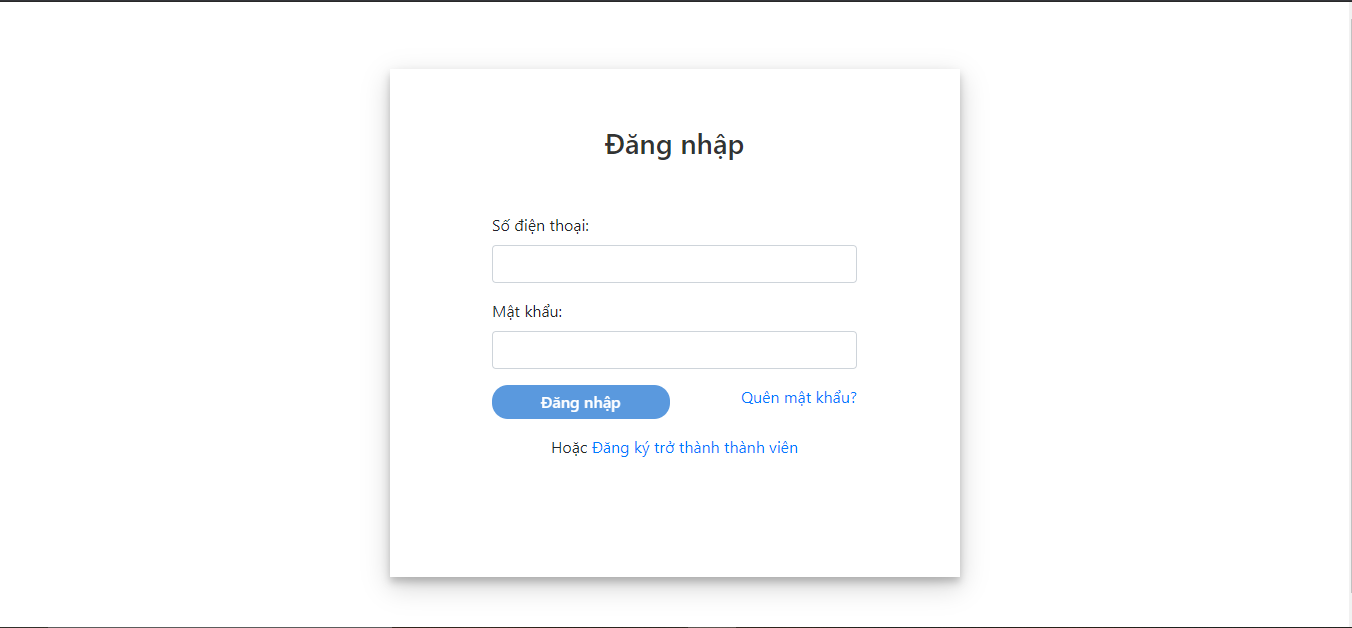 Đăng nhập
Số điện thoại:
Mật khẩu:
Đăng nhập
Quên mật khẩu?
Hoặc Đăng ký trở thành thành viên